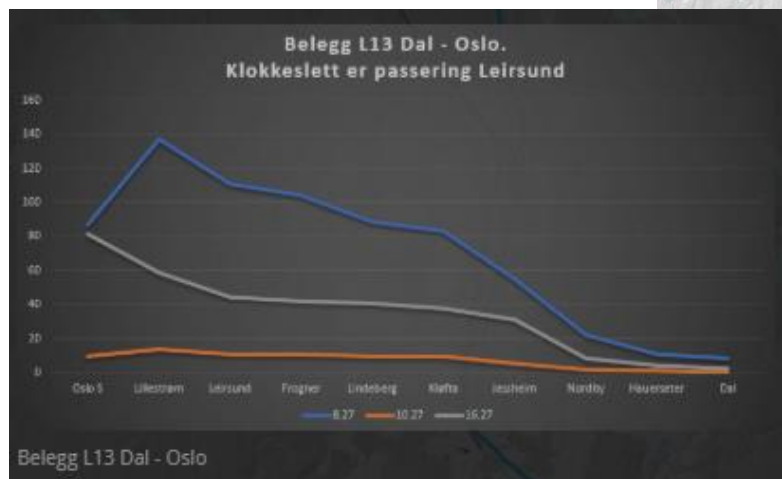 Belegg L13 Dal - Oslo.
Klokkeslett er passering Leirsund
160
140
120
100
80
60
40
20
0
Oslo S Lillestrøm Leirsund Frogner Lindeberg Kløfta Jessheim Nordby Hauerseter Dal
8.27 10.27 16.27
Belegg L13 Dal - Oslo